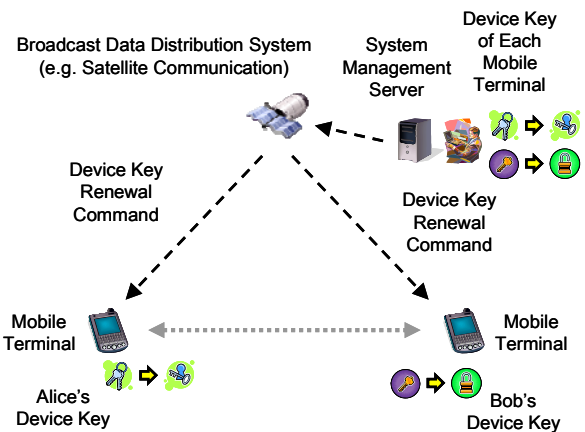 Broadcast Data Distribution System
(e.g. Satellite Communication)
System
Management
Server
Device Key
of Each
Mobile
Terminal
Device Key
Renewal
Command
Device Key
Renewal
Command
Mobile
Terminal
Mobile
Terminal
Alice's
Device Key
Bob's
Device Key